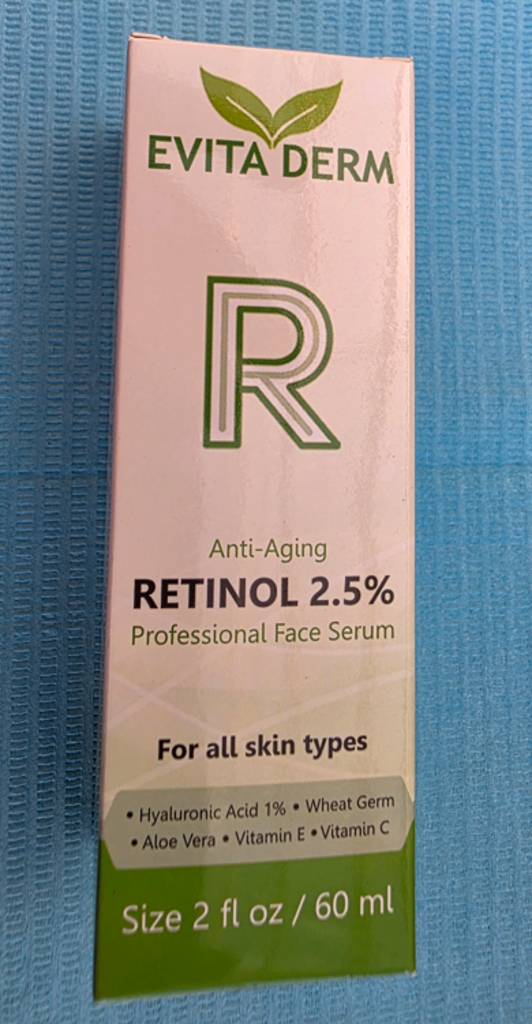 EVITA DERM
R
Anti-Aging
RETINOL 2.5%
Professional Face Serum
For all skin types
• Hyaluronic Acid 1% • Wheat Germ
• Aloe Vera • Vitamin E • Vitamin C
Size 2 fl oz / 60 ml